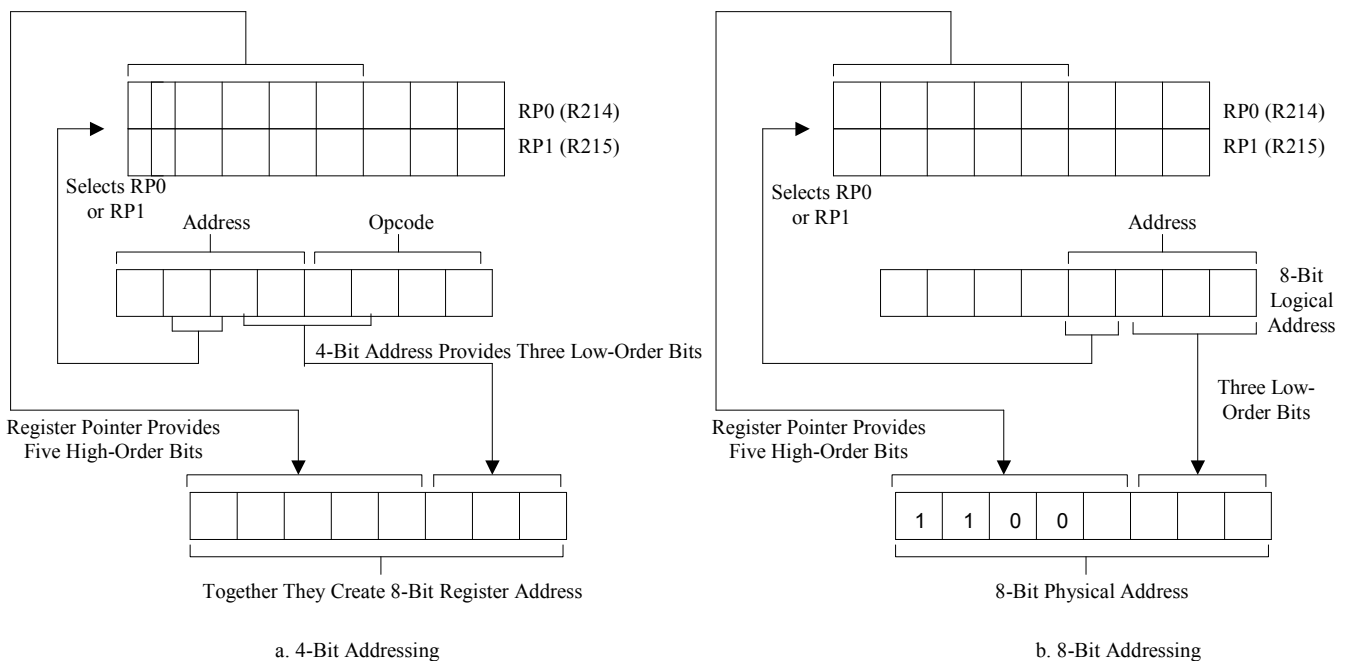 RP0 (R214)
RP1 (R215)
Selects RP0
or RP1
Address
Opcode
4-Bit Address Provides Three Low-Order Bits
Register Pointer Provides
Five High-Order Bits
Together They Create 8-Bit Register Address
a. 4-Bit Addressing
RP0 (R214)
RP1 (R215)
Selects RP0
or RP1
Address
8-Bit
Logical
Address
Three Low-
Order Bits
Register Pointer Provides
Five High-Order Bits
1 1 0 0
8-Bit Physical Address
b. 8-Bit Addressing